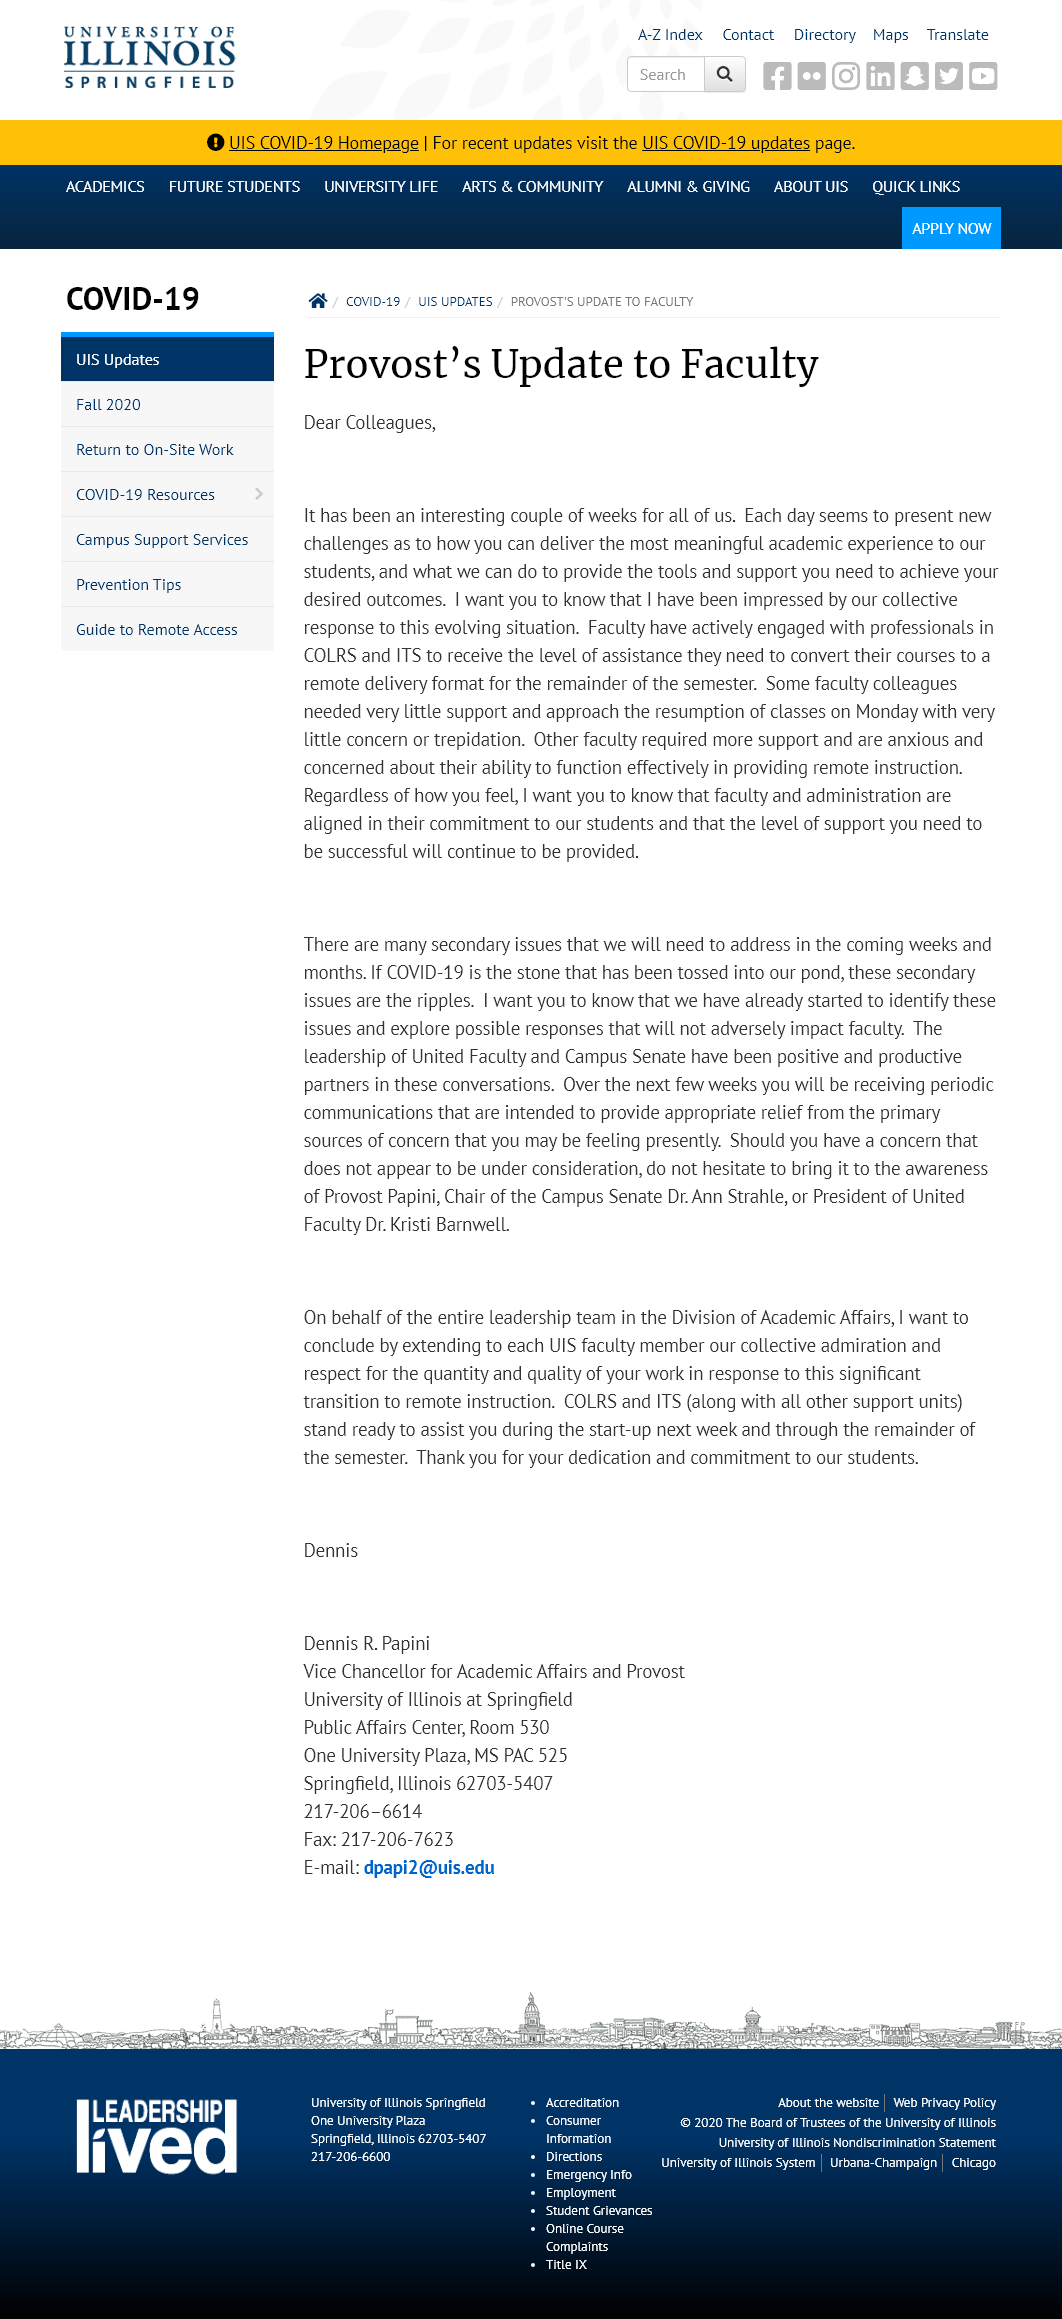 UNIVERSITY OF
ILLINOIS
SPRINGFIELD
A-Z Index Contact Directory Maps Translate
Search
UIS COVID-19 Homepage | For recent updates visit the UIS COVID-19 updates page.
ACADEMICS FUTURE STUDENTS UNIVERSITY LIFE ARTS & COMMUNITY ALUMNI & GIVING ABOUT UIS QUICK LINKS
APPLY NOW
COVID-19
UIS Updates
Fall 2020
Return to On-Site Work
COVID-19 Resources
Campus Support Services
Prevention Tips
Guide to Remote Access
COVID-19 / UIS UPDATES / PROVOST'S UPDATE TO FACULTY
Provost’s Update to Faculty
Dear Colleagues,
It has been an interesting couple of weeks for all of us.  Each day seems to present new
challenges as to how you can deliver the most meaningful academic experience to our
students, and what we can do to provide the tools and support you need to achieve your
desired outcomes.  I want you to know that I have been impressed by our collective
response to this evolving situation.  Faculty have actively engaged with professionals in
COLRS and ITS to receive the level of assistance they need to convert their courses to a
remote delivery format for the remainder of the semester.  Some faculty colleagues
needed very little support and approach the resumption of classes on Monday with very
little concern or trepidation.  Other faculty required more support and are anxious and
concerned about their ability to function effectively in providing remote instruction.
Regardless of how you feel, I want you to know that faculty and administration are
aligned in their commitment to our students and that the level of support you need to
be successful will continue to be provided.
There are many secondary issues that we will need to address in the coming weeks and
months. If COVID-19 is the stone that has been tossed into our pond, these secondary
issues are the ripples.  I want you to know that we have already started to identify these
issues and explore possible responses that will not adversely impact faculty.  The
leadership of United Faculty and Campus Senate have been positive and productive
partners in these conversations.  Over the next few weeks you will be receiving periodic
communications that are intended to provide appropriate relief from the primary
sources of concern that you may be feeling presently.  Should you have a concern that
does not appear to be under consideration, do not hesitate to bring it to the awareness
of Provost Papini, Chair of the Campus Senate Dr. Ann Strahle, or President of United
Faculty Dr. Kristi Barnwell.
On behalf of the entire leadership team in the Division of Academic Affairs, I want to
conclude by extending to each UIS faculty member our collective admiration and
respect for the quantity and quality of your work in response to this significant
transition to remote instruction.  COLRS and ITS (along with all other support units)
stand ready to assist you during the start-up next week and through the remainder of
the semester.  Thank you for your dedication and commitment to our students.
Dennis
Dennis R. Papini
Vice Chancellor for Academic Affairs and Provost
University of Illinois at Springfield
Public Affairs Center, Room 530
One University Plaza, MS PAC 525
Springfield, Illinois 62703-5407
217-206–6614
Fax: 217-206-7623
E-mail: dpapi2@uis.edu
LEADERSHIP
lived
University of Illinois Springfield
One University Plaza
Springfield, Illinois 62703-5407
217-206-6600
• Accreditation
• Consumer
Information
• Directions
• Emergency Info
• Employment
• Student Grievances
• Online Course
Complaints
• Title IX
About the website | Web Privacy Policy
© 2020 The Board of Trustees of the University of Illinois
University of Illinois Nondiscrimination Statement
University of Illinois System | Urbana-Champaign | Chicago